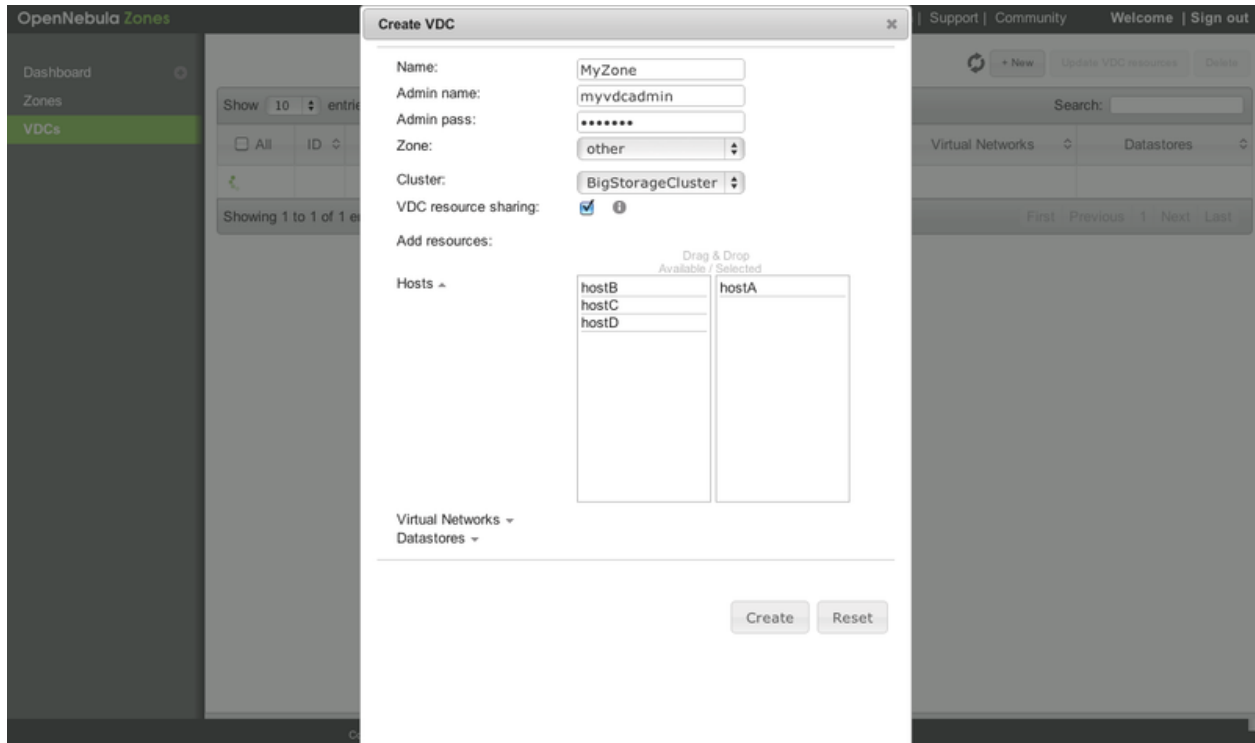 OpenNebula Zones
| Support | Community Welcome | Sign out
Dashboard
Zones
VDCs
+ New Update VDC resources Delete
Show 10 entrie
Search:
All ID Virtual Networks Datastores
Showing 1 to 1 of 1 e
First Previous 1 Next Last
Create VDC
Name: MyZone
Admin name: myvdcadmin
Admin pass: •••••••
Zone: other
Cluster: BigStorageCluster
VDC resource sharing:
Add resources:
Drag & Drop
Available / Selected
Hosts
hostB hostA
hostC
hostD
Virtual Networks
Datastores
Create Reset